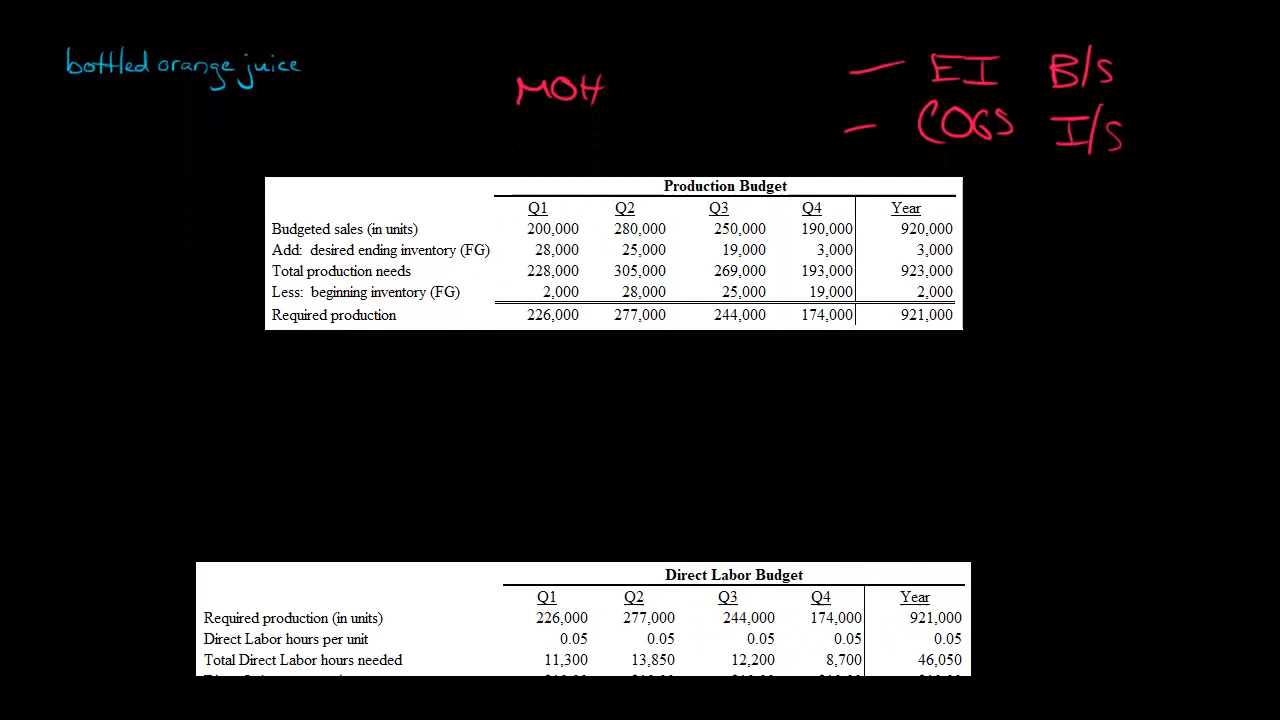 bottled orange juice
MOH
— EI B/S
— COGS I/S
Production Budget
Q1 Q2 Q3 Q4 Year
Budgeted sales (in units) 200,000 280,000 250,000 190,000 920,000
Add: desired ending inventory (FG) 28,000 25,000 19,000 3,000 3,000
Total production needs 228,000 305,000 269,000 193,000 923,000
Less: beginning inventory (FG) 2,000 28,000 25,000 19,000 2,000
Required production 226,000 277,000 244,000 174,000 921,000
Direct Labor Budget
Q1 Q2 Q3 Q4 Year
Required production (in units) 226,000 277,000 244,000 174,000 921,000
Direct Labor hours per unit 0.05 0.05 0.05 0.05 0.05
Total Direct Labor hours needed 11,300 13,850 12,200 8,700 46,050